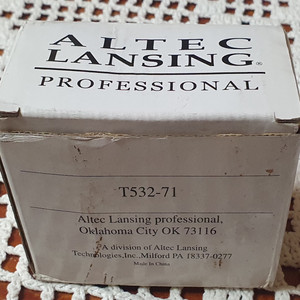 ALTEC
LANSING®
PROFESSIONAL
T532-71
Altec Lansing professional,
Oklahoma City OK 73116
A division of Altec Lansing
Technologies,Inc.,Milford PA 18337-0277
Made In China